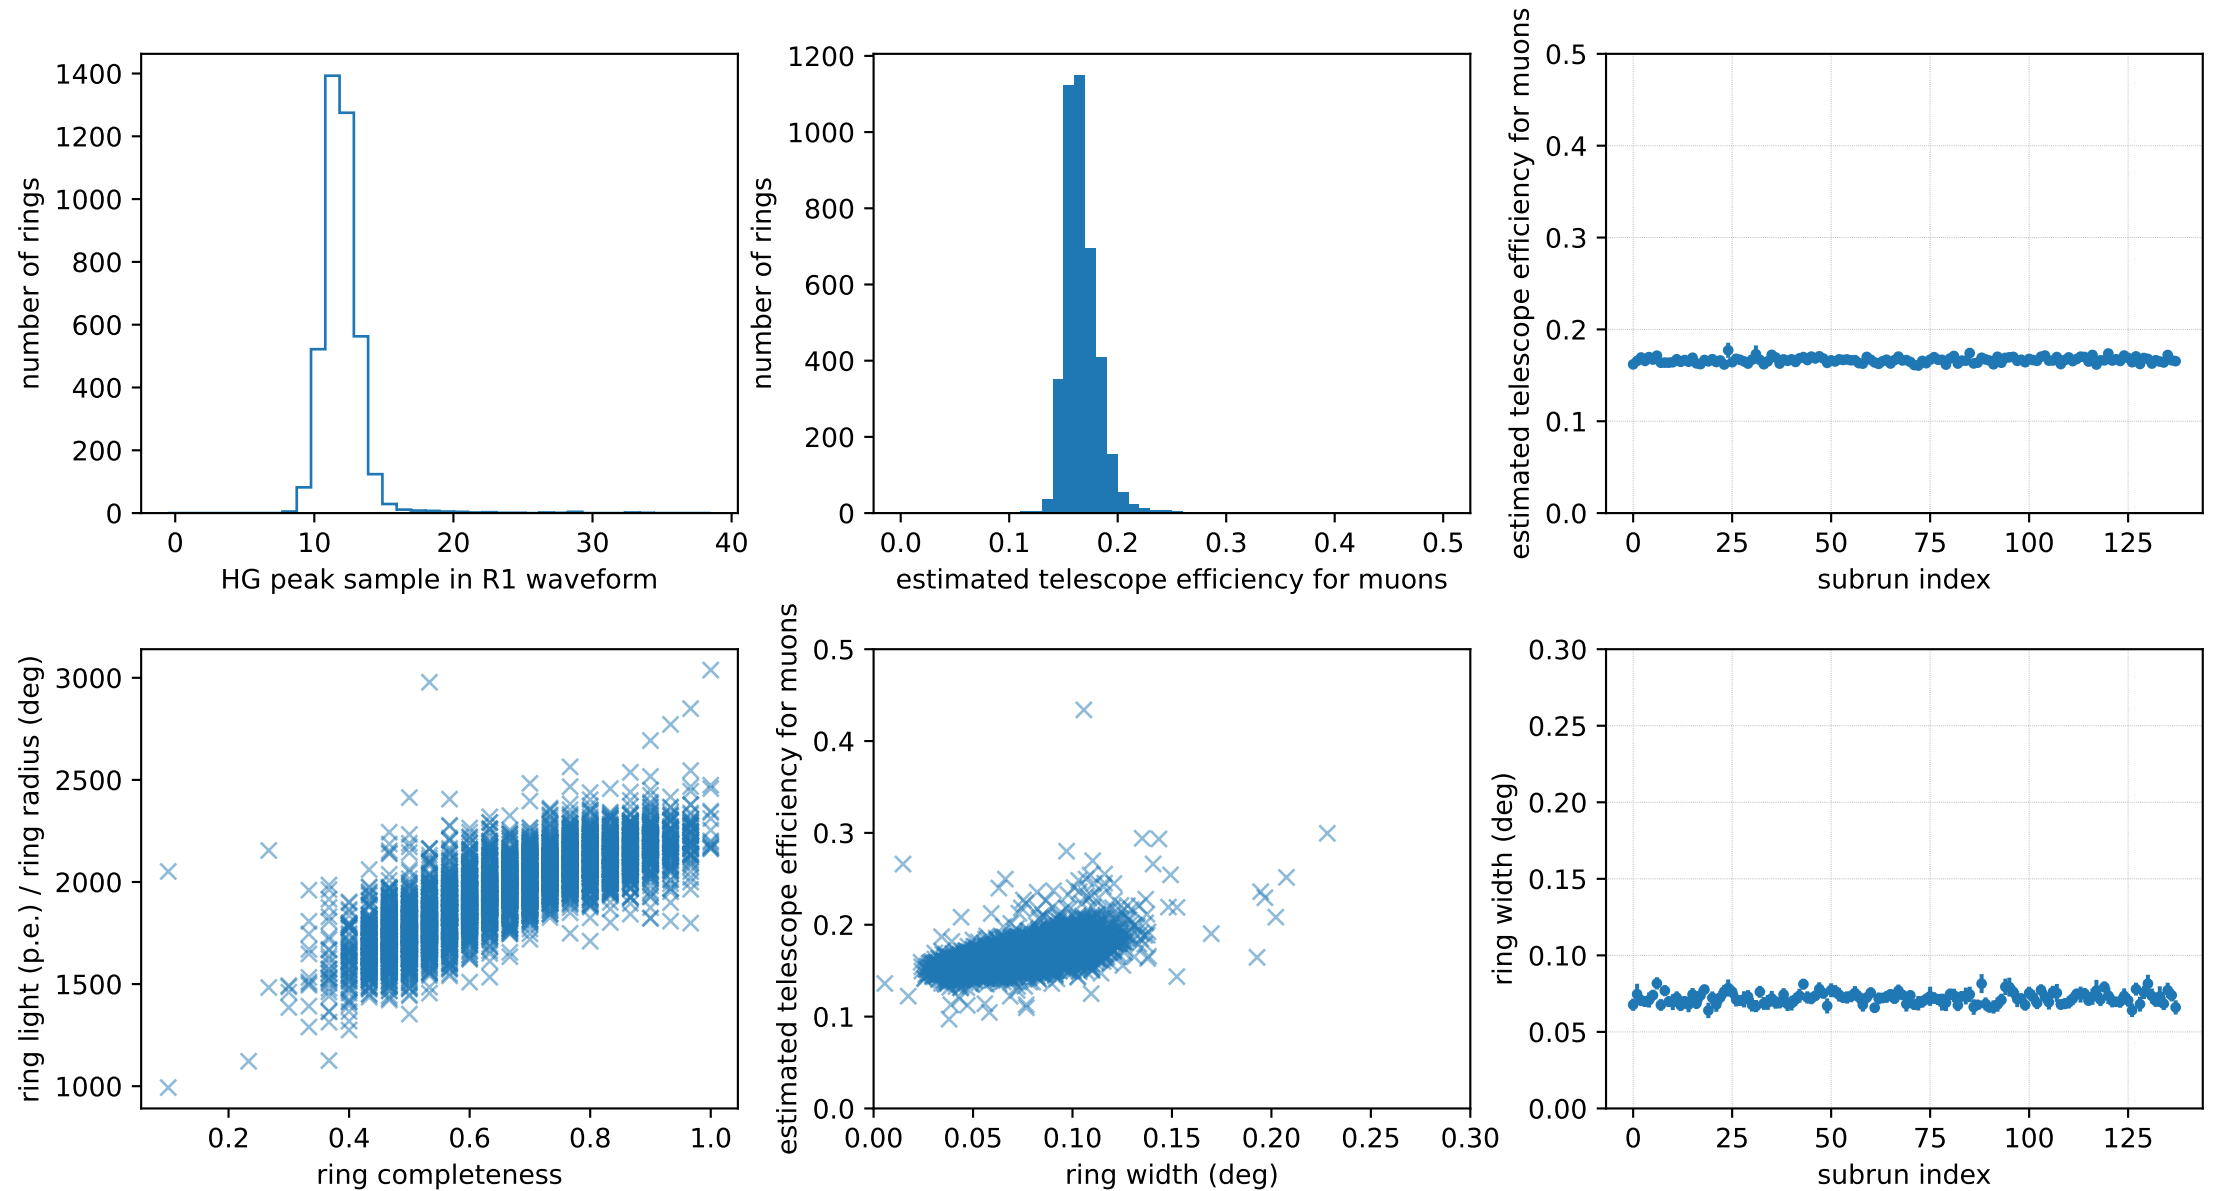 number of rings
1400
1200
1000
800
600
400
200
0
0 10 20 30 40
HG peak sample in R1 waveform
number of rings
1200
1000
800
600
400
200
0
0.0 0.1 0.2 0.3 0.4 0.5
estimated telescope efficiency for muons
estimated telescope efficiency for muons
0.5
0.4
0.3
0.2
0.1
0.0
0 25 50 75 100 125
subrun index
ring light (p.e.) / ring radius (deg)
3000
2500
2000
1500
1000
0.2 0.4 0.6 0.8 1.0
ring completeness
estimated telescope efficiency for muons
0.5
0.4
0.3
0.2
0.1
0.0
0.00 0.05 0.10 0.15 0.20 0.25 0.30
ring width (deg)
ring width (deg)
0.30
0.25
0.20
0.15
0.10
0.05
0.00
0 25 50 75 100 125
subrun index